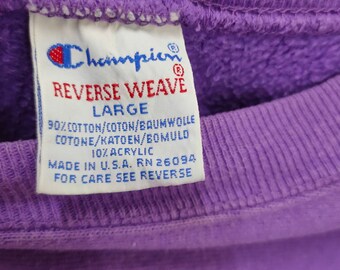 Champion®
REVERSE WEAVE®
LARGE
90% COTTON/COTON/BAUMWOLLE
COTONE/KATOEN/BOMULD
10% ACRYLIC
MADE IN U.S.A. RN 26094
FOR CARE SEE REVERSE